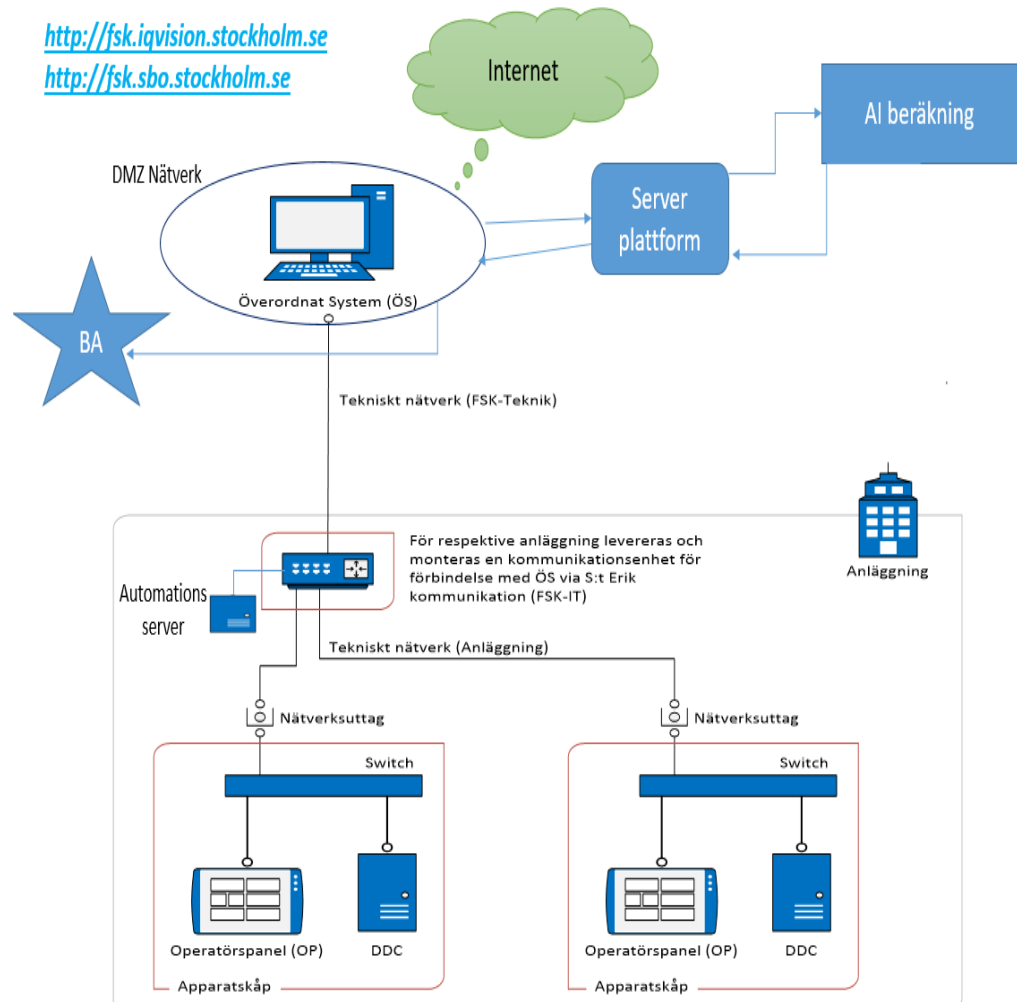 http://fsk.iqvision.stockholm.se
http://fsk.sbo.stockholm.se
Internet
AI beräkning
DMZ Nätverk
Server
plattform
Överordnat System (ÖS)
BA
Tekniskt nätverk (FSK-Teknik)
För respektive anläggning levereras och
monteras en kommunikationsenhet för
förbindelse med ÖS via S:t Erik
kommunikation (FSK-IT)
Anläggning
Automations
server
Tekniskt nätverk (Anläggning)
Nätverksuttag
Nätverksuttag
Switch
Switch
Operatörspanel (OP)
DDC
Operatörspanel (OP)
DDC
Apparatskåp
Apparatskåp